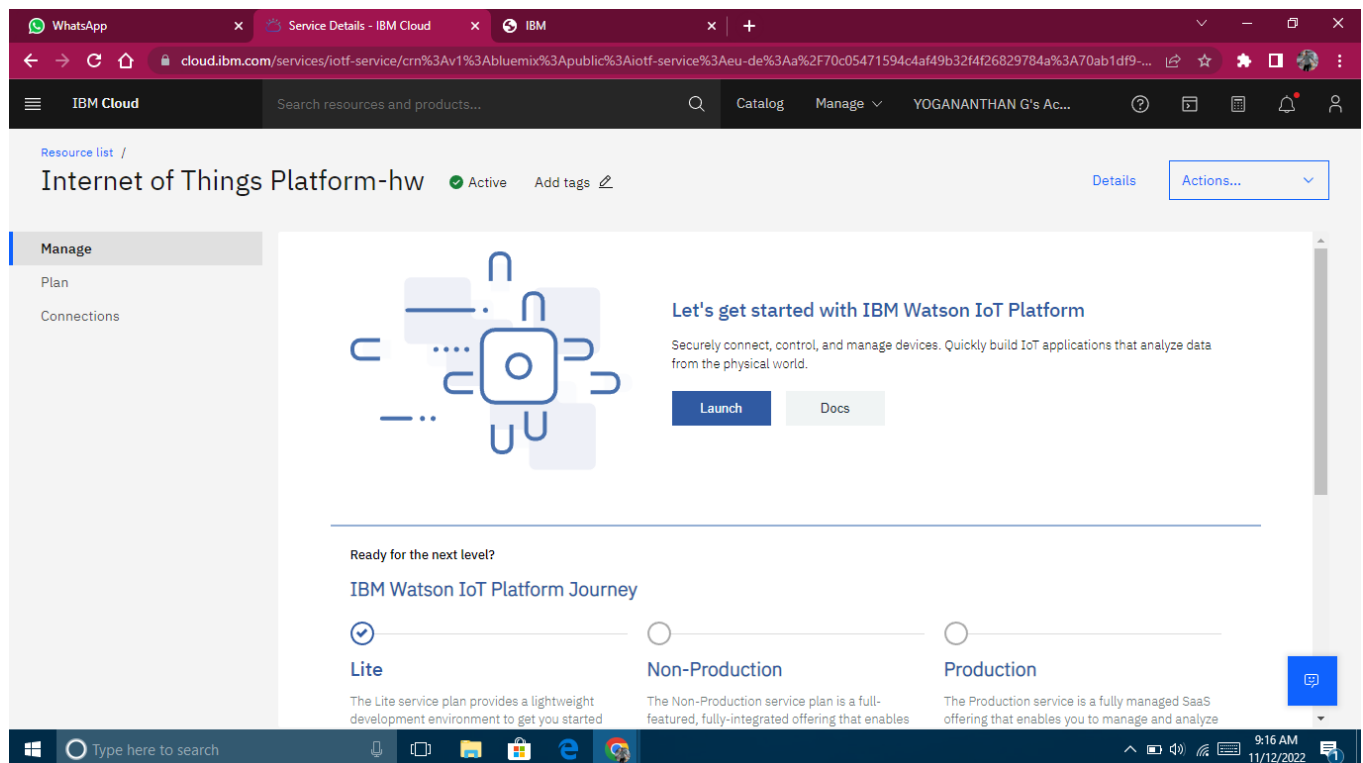 WhatsApp
Service Details - IBM Cloud
IBM
cloud.ibm.com/services/iotf-service/crn%3Av1%3Abluemix%3Apublic%3Aiotf-service%3Aeu-de%3Aa%2F70c05471594c4af49b32f4f26829784a%3A70ab1df9-...
IBM Cloud
Search resources and products...
Catalog
Manage
YOGANANTHAN G's Ac...
Resource list /
Internet of Things Platform-hw
Active
Add tags
Details
Actions...
Manage
Plan
Connections
Let's get started with IBM Watson IoT Platform
Securely connect, control, and manage devices. Quickly build IoT applications that analyze data
from the physical world.
Launch
Docs
Ready for the next level?
IBM Watson IoT Platform Journey
Lite
The Lite service plan provides a lightweight
development environment to get you started
Non-Production
The Non-Production service plan is a full-
featured, fully-integrated offering that enables
Production
The Production service is a fully managed SaaS
offering that enables you to manage and analyze
Type here to search
9:16 AM
11/12/2022
1